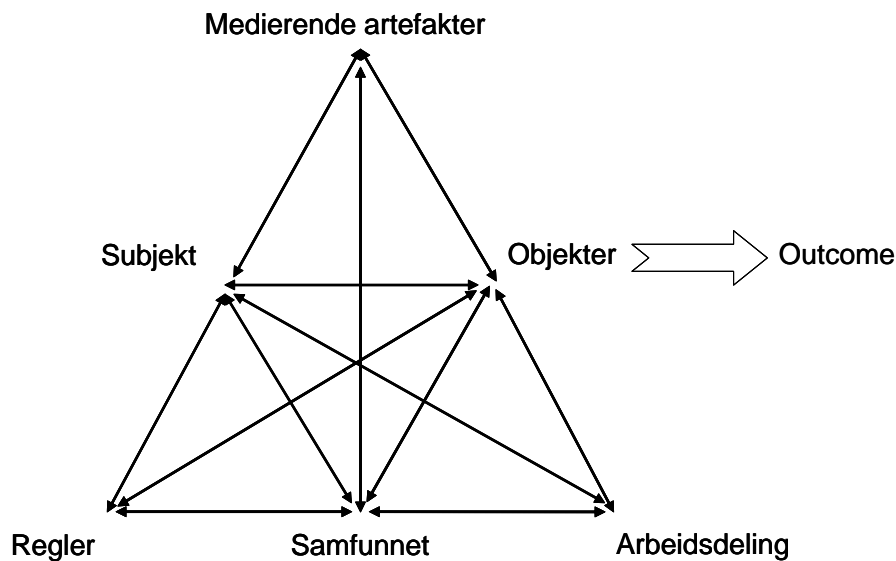 Medierende artefakter
Subjekt
Objekter
Outcome
Regler
Samfunnet
Arbeidsdeling